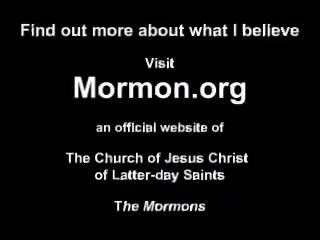 Find out more about what I believe
Visit
Mormon.org
an official website of
The Church of Jesus Christ
of Latter-day Saints
The Mormons